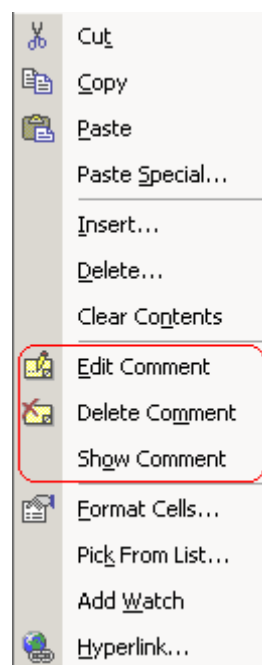 Cut
Copy
Paste
Paste Special...
Insert...
Delete...
Clear Contents
Edit Comment
Delete Comment
Show Comment
Format Cells...
Pick From List...
Add Watch
Hyperlink...